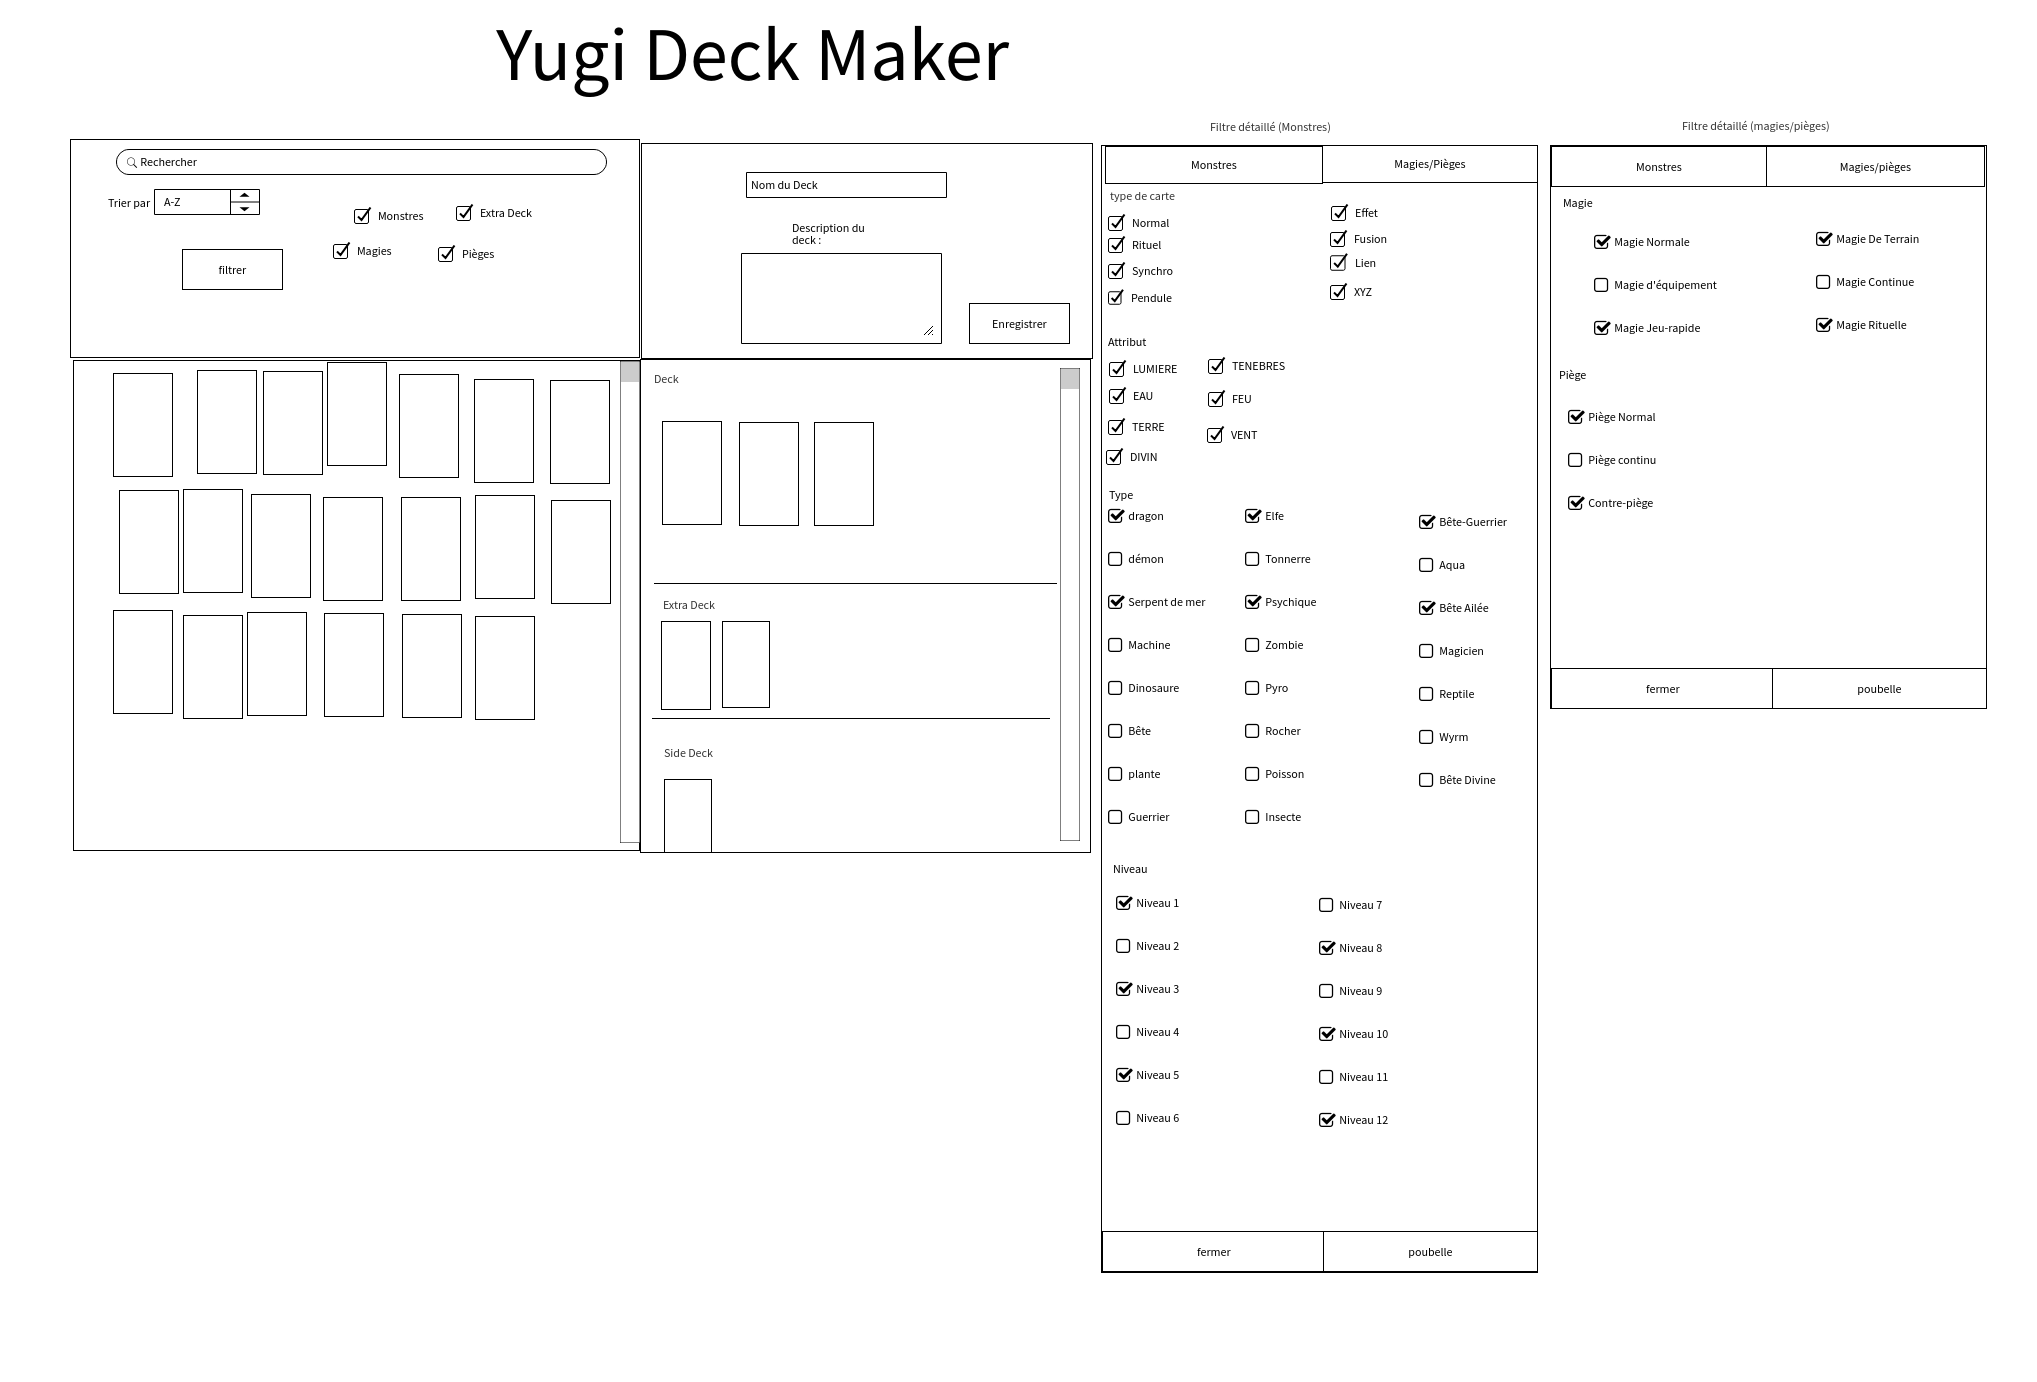 Yugi Deck Maker
Rechercher
Trier par
A-Z
Monstres
Extra Deck
Magies
Pièges
filtrer
Nom du Deck
Description du
deck :
Enregistrer
Deck
Extra Deck
Side Deck
Filtre détaillé (Monstres)
Monstres
Magies/Pièges
type de carte
Normal
Rituel
Synchro
Pendule
Effet
Fusion
Lien
XYZ
Attribut
LUMIERE
EAU
TERRE
DIVIN
TENEBRES
FEU
VENT
Type
dragon
démon
Serpent de mer
Machine
Dinosaure
Bête
plante
Guerrier
Elfe
Tonnerre
Psychique
Zombie
Pyro
Rocher
Poisson
Insecte
Bête-Guerrier
Aqua
Bête Ailée
Magicien
Reptile
Wyrm
Bête Divine
Niveau
Niveau 1
Niveau 2
Niveau 3
Niveau 4
Niveau 5
Niveau 6
Niveau 7
Niveau 8
Niveau 9
Niveau 10
Niveau 11
Niveau 12
fermer
poubelle
Filtre détaillé (magies/pièges)
Monstres
Magies/pièges
Magie
Magie Normale
Magie d'équipement
Magie Jeu-rapide
Magie De Terrain
Magie Continue
Magie Rituelle
Piège
Piège Normal
Piège continu
Contre-piège
fermer
poubelle